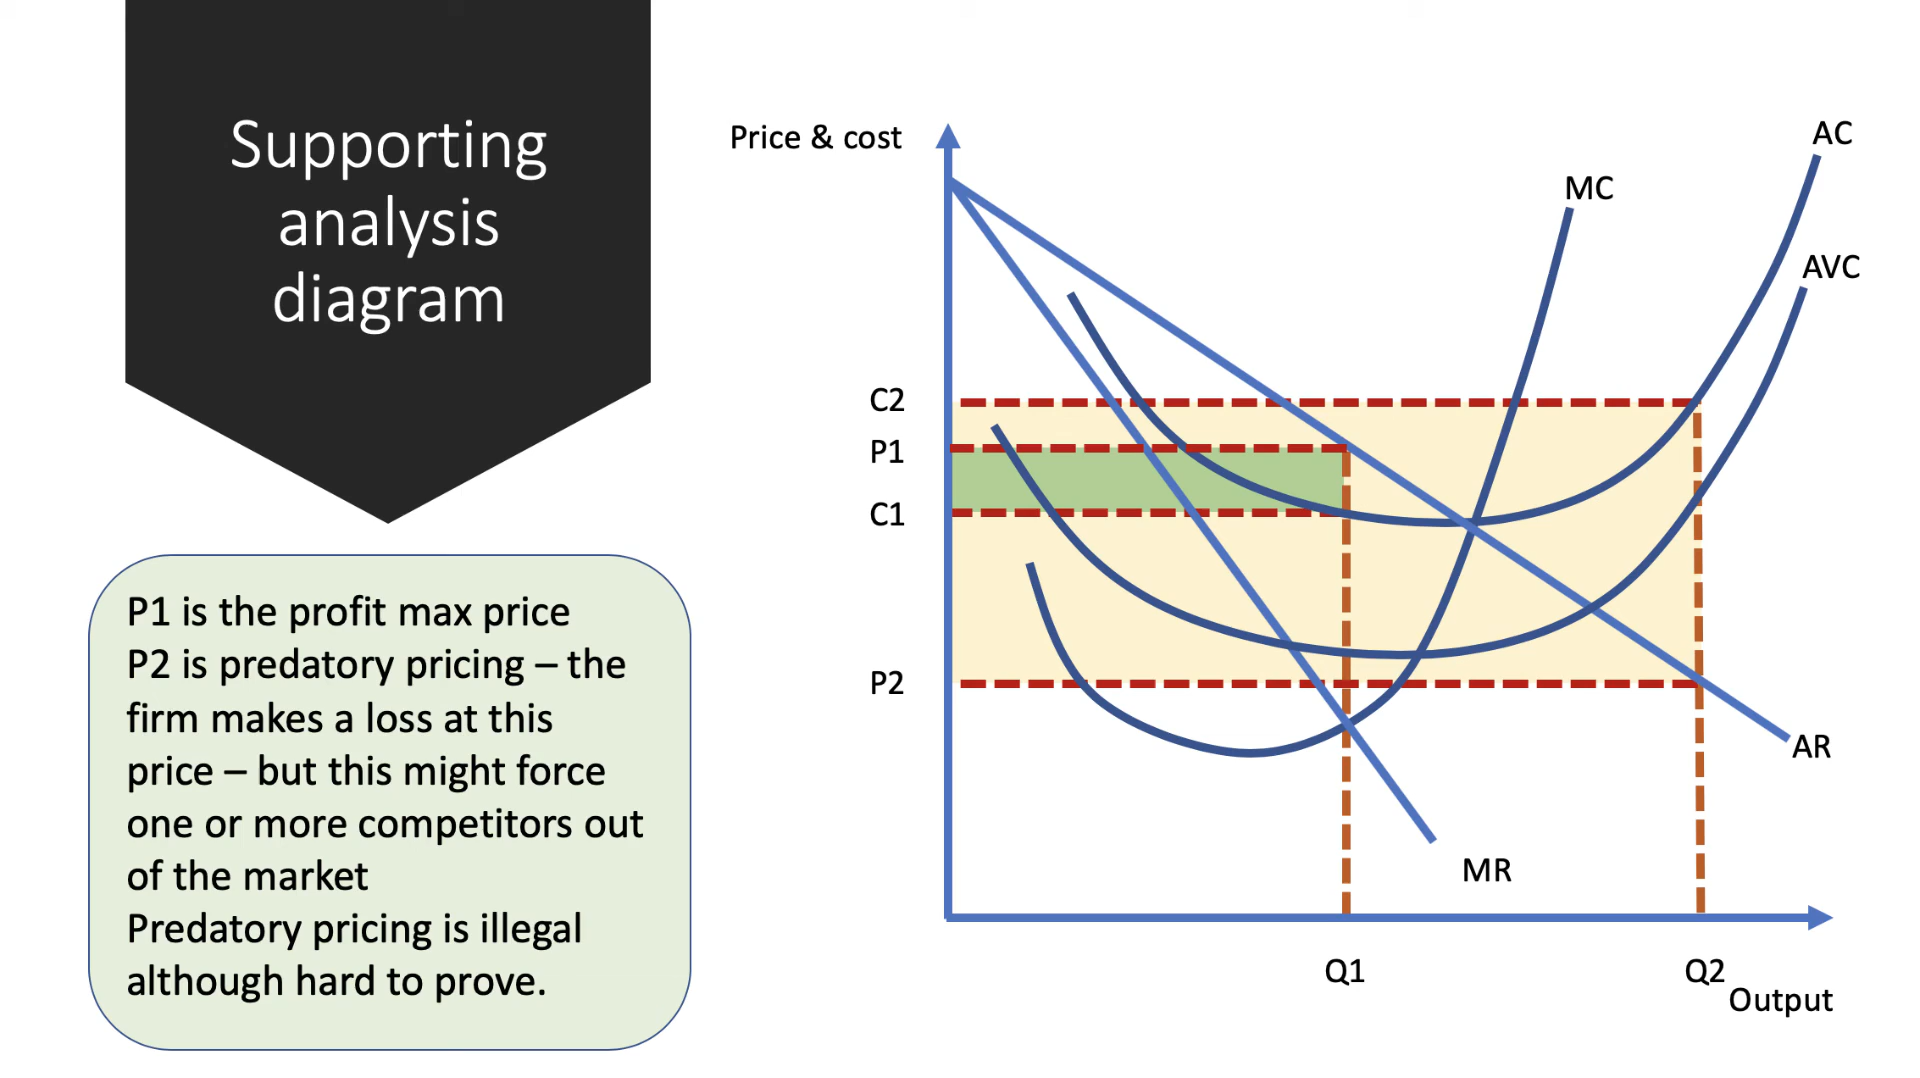 Supporting
analysis
diagram
P1 is the profit max price
P2 is predatory pricing – the
firm makes a loss at this
price – but this might force
one or more competitors out
of the market
Predatory pricing is illegal
although hard to prove.
Price & cost
AC
MC
AVC
C2
P1
C1
P2
AR
MR
Q1
Q2
Output